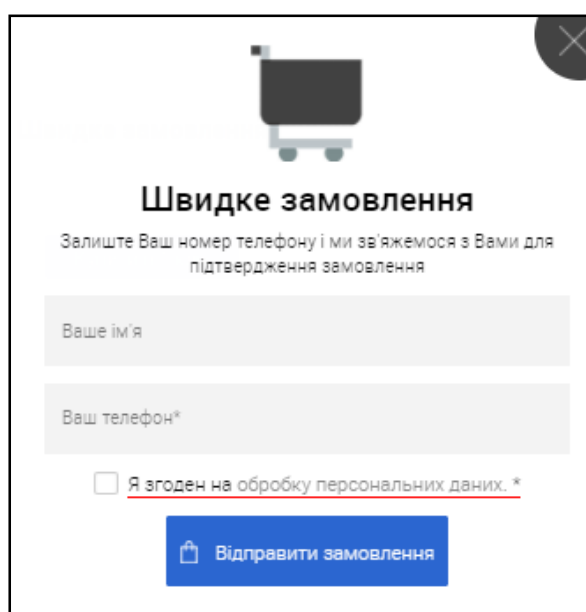 Швидке замовлення
Залиште Ваш номер телефону і ми зв'яжемося з Вами для
підтвердження замовлення
Ваше ім'я
Ваш телефон*
Я згоден на обробку персональних даних. *
Відправити замовлення